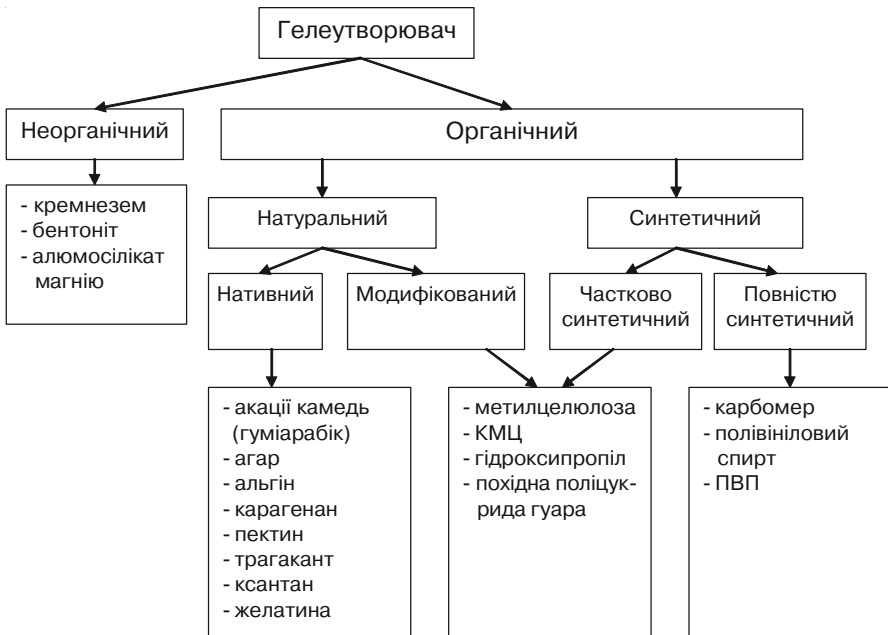 Гелеутворювач
Неорганічний
Органічний
- кремнезем
- бентоніт
- алюмосілікат
магнію
Натуральний
Синтетичний
Нативний
Модифікований
Частково
синтетичний
Повністю
синтетичний
- акації камедь
(гуміарабік)
- агар
- альгін
- карагенан
- пектин
- трагакант
- ксантан
- желатина
- метилцелюлоза
- КМЦ
- гідроксипропіл
- похідна поліцук-
рида гуара
- карбомер
- полівініловий
спирт
- ПВП